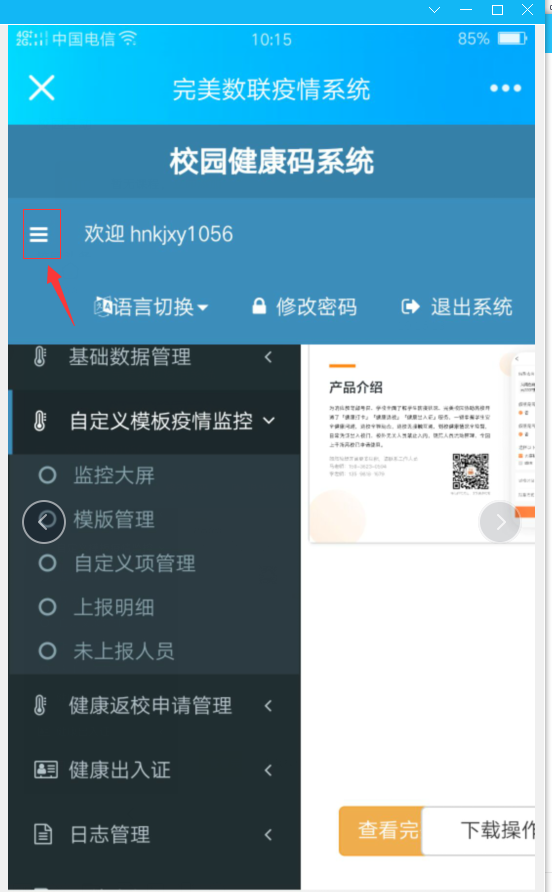 中国电信 10:15 85%
完美数联疫情系统
校园健康码系统
欢迎 hnkjxy1056
语言切换 修改密码 退出系统
基础数据管理
自定义模板疫情监控
监控大屏
模版管理
自定义项管理
上报明细
未上报人员
健康返校申请管理
健康出入证
日志管理
产品介绍
查看完
下载操作